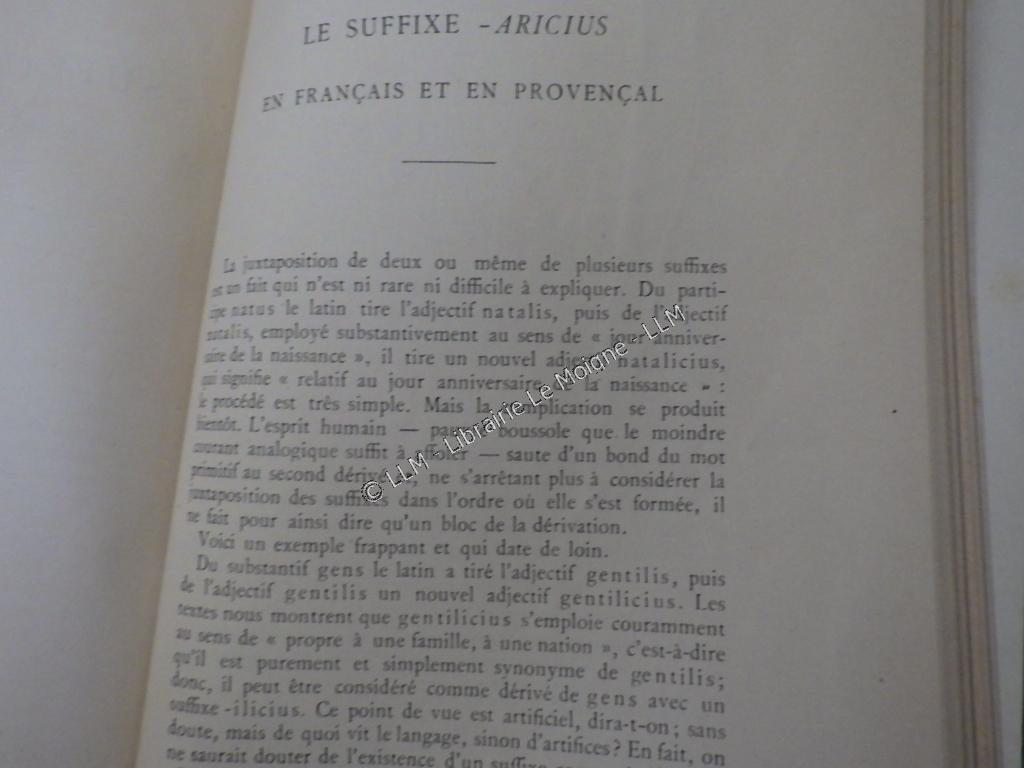 LE SUFFIXE -ARICIUS
EN FRANÇAIS ET EN PROVENÇAL
La juxtaposition de deux ou même de plusieurs suffixes
est un fait qui n'est ni rare ni difficile à expliquer. Du parti-
cipe natus le latin tire l'adjectif natalis, puis de l'adjectif
natalis, employé substantivement au sens de « jour anniver-
saire de la naissance », il tire un nouvel adjectif natalicius,
qui signifie « relatif au jour anniversaire de la naissance » :
le procédé est très simple. Mais la complication se produit
bientôt. L'esprit humain — pauvre boussole que le moindre
courant analogique suffit à affoler — saute d'un bond du mot
primitif au second dérivé et, ne s'arrêtant plus à considérer la
juxtaposition des suffixes dans l'ordre où elle s'est formée, il
ne fait pour ainsi dire qu'un bloc de la dérivation.
Voici un exemple frappant et qui date de loin.
Du substantif gens le latin a tiré l'adjectif gentilis, puis
de l'adjectif gentilis un nouvel adjectif gentilicius. Les
textes nous montrent que gentilicius s'emploie couramment
au sens de « propre à une famille, à une nation », c'est-à-dire
qu'il est purement et simplement synonyme de gentilis;
donc, il peut être considéré comme dérivé de gens avec un
suffixe -ilicius. Ce point de vue est artificiel, dira-t-on; sans
doute, mais de quoi vit le langage, sinon d'artifices? En fait, on
ne saurait douter de l'existence d'un suffixe
© LLM - Librairie Le Moigne - LLM